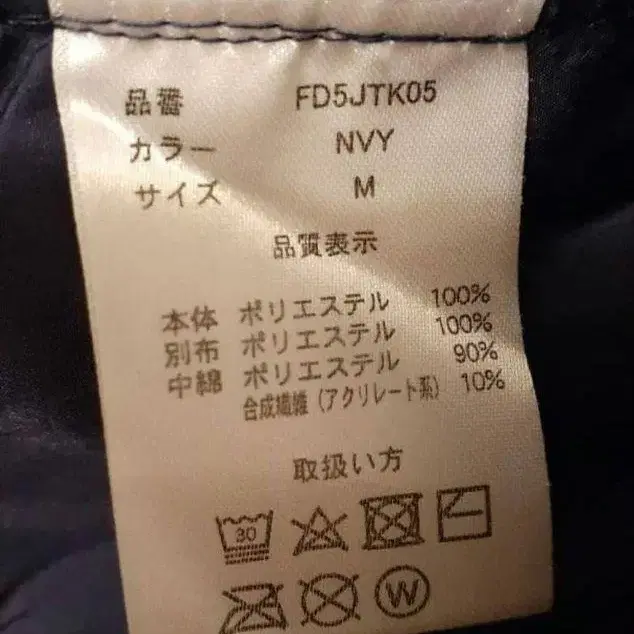 品番 FD5JTK05
カラー NVY
サイズ M
品質表示
本体 ポリエステル 100%
別布 ポリエステル 100%
中綿 ポリエステル 90%
合成繊維(アクリレート系) 10%
取扱い方
30
W